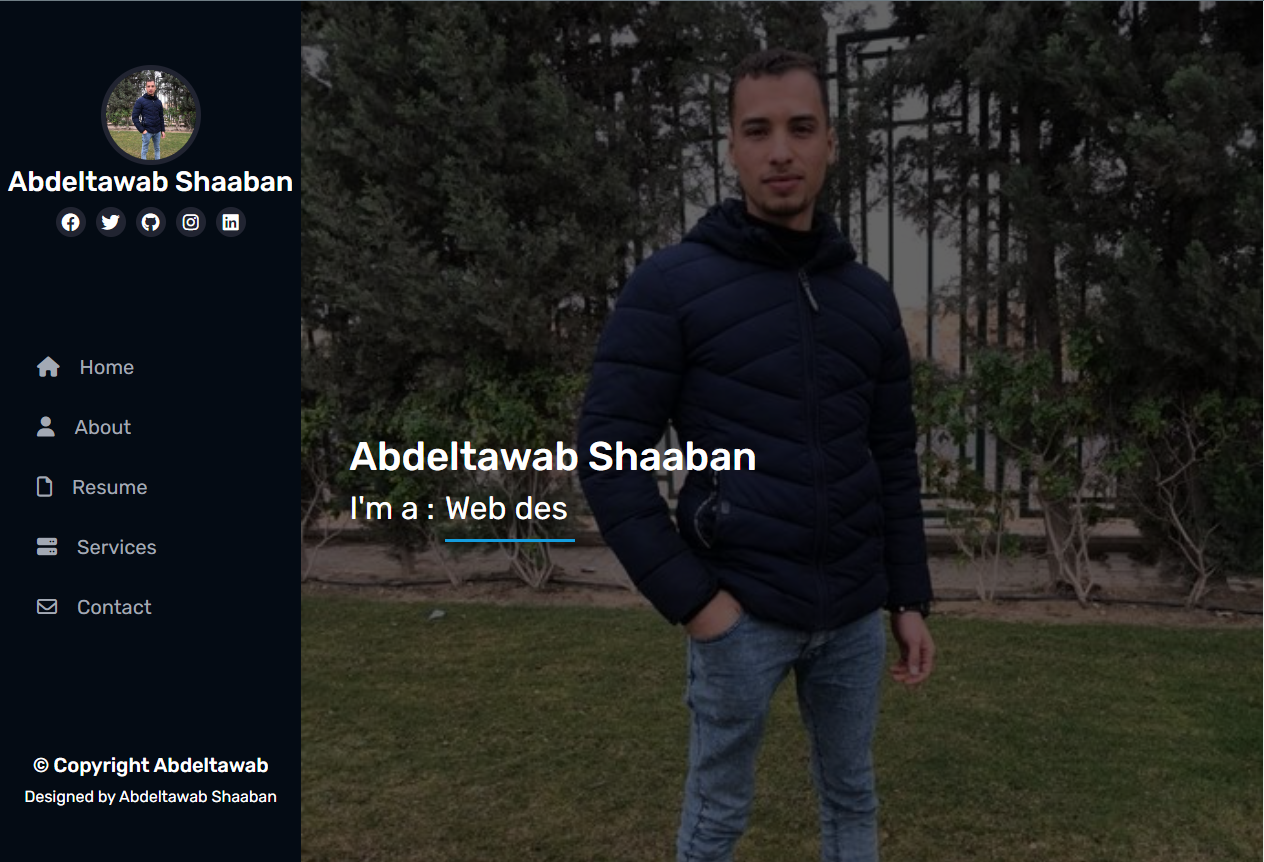 Abdeltawab Shaaban
Home
About
Resume
Services
Contact
© Copyright Abdeltawab
Designed by Abdeltawab Shaaban
Abdeltawab Shaaban
I'm a : Web des